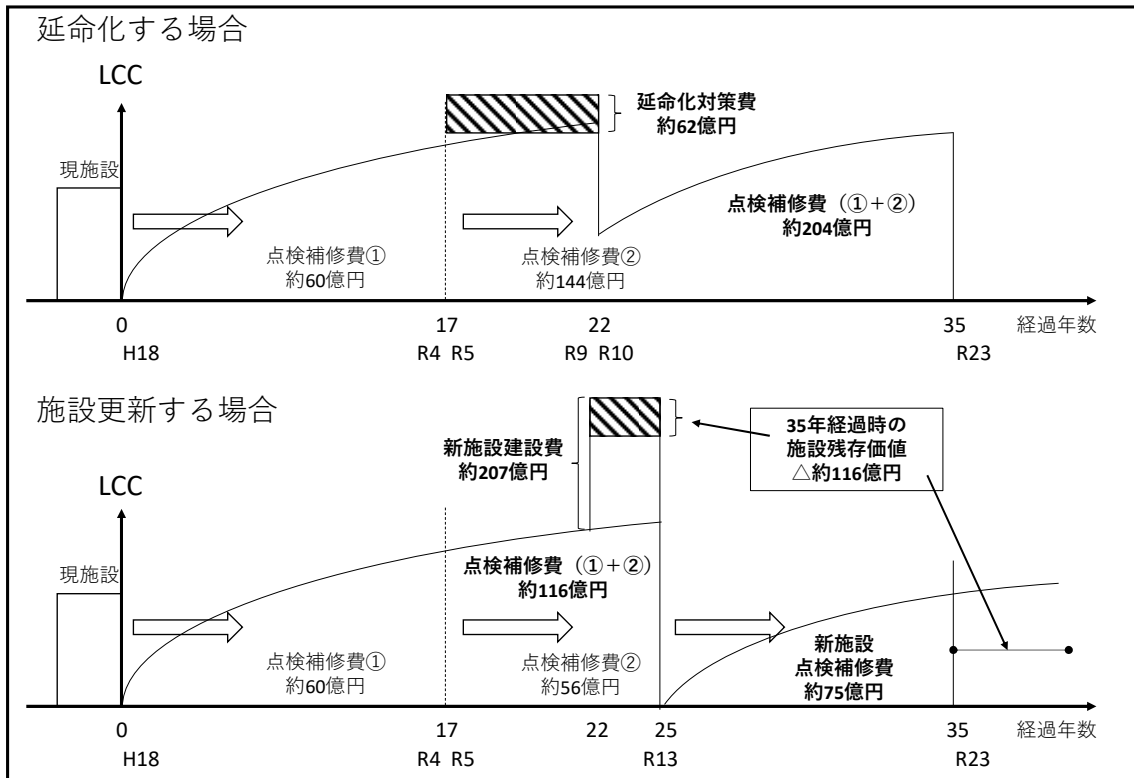 延命化する場合
LCC
現施設
延命化対策費
約62億円
点検補修費（①＋②）
約204億円
点検補修費①
約60億円
点検補修費②
約144億円
0 17 22 35 経過年数
H18 R4 R5 R9 R10 R23
施設更新する場合
LCC
現施設
新施設建設費
約207億円
35年経過時の
施設残存価値
△約116億円
点検補修費（①＋②）
約116億円
点検補修費①
約60億円
点検補修費②
約56億円
新施設
点検補修費
約75億円
0 17 22 25 35 経過年数
H18 R4 R5 R13 R23